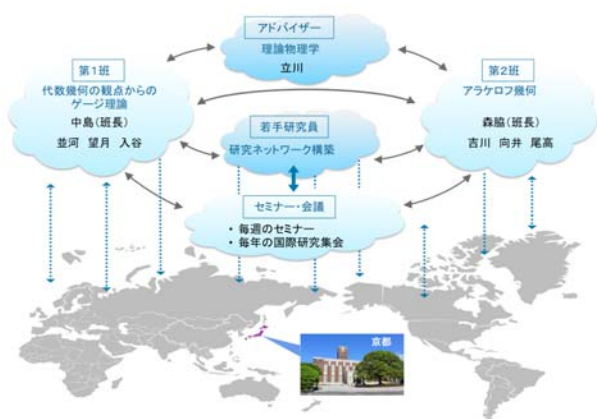 アドバイザー
理論物理学
立川
第1班
代数幾何の観点からの
ゲージ理論
中島(班長)
並河 望月 入谷
第2班
アラケロフ幾何
森脇(班長)
吉川 向井 尾高
若手研究員
研究ネットワーク構築
セミナー・会議
・毎週のセミナー
・毎年の国際研究集会
京都